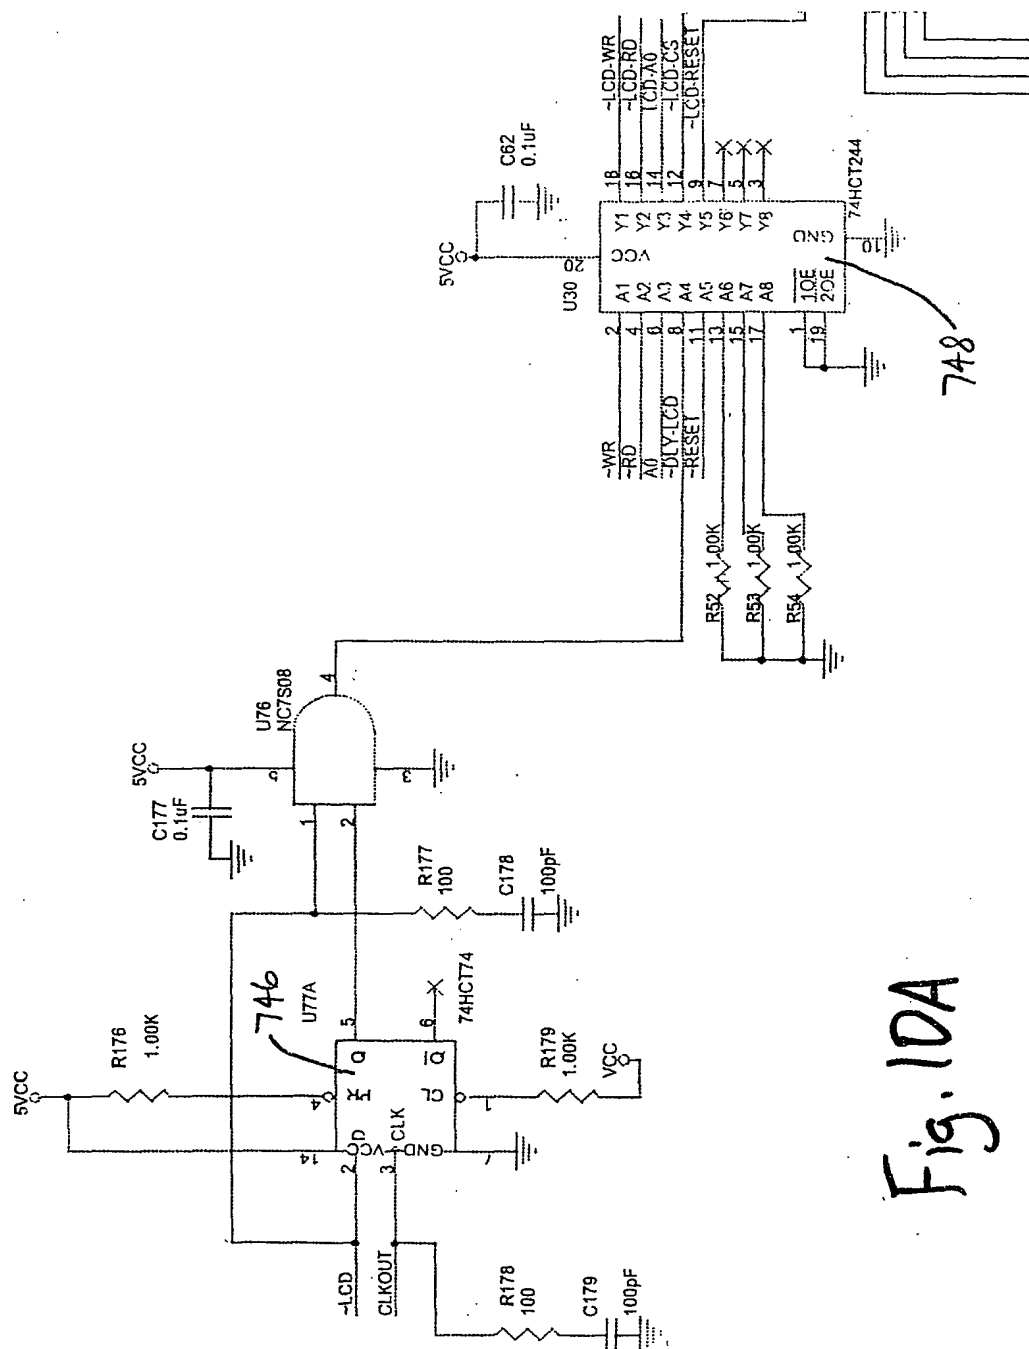 ~LCD-WR
~LCD-RD
LCD-A0
~LCD-CS
~LCD-RESET
C62
0.1uF
5VCC
20
18
16
14
12
9
7
5
3
Y1
Y2
Y3
Y4
Y5
Y6
Y7
Y8
VCC
GND
10
74HCT244
U30
A1
A2
A3
A4
A5
A6
A7
A8
1OE
2OE
2
4
6
8
11
13
15
17
1
19
748
~WR
~RD
A0
~DLY-LCD
~RESET
R52
1.00K
R53
1.00K
R54
1.00K
U76
NC7S08
4
5VCC
5
3
C177
0.1uF
1
2
R177
100
C178
100pF
U77A
746
74HCT74
5
6
Q
Q
PR
CL
D
VCC
CLK
GND
4
1
14
2
3
7
R176
1.00K
5VCC
R179
1.00K
VCC
~LCD
CLKOUT
R178
100
C179
100pF
Fig. 10A